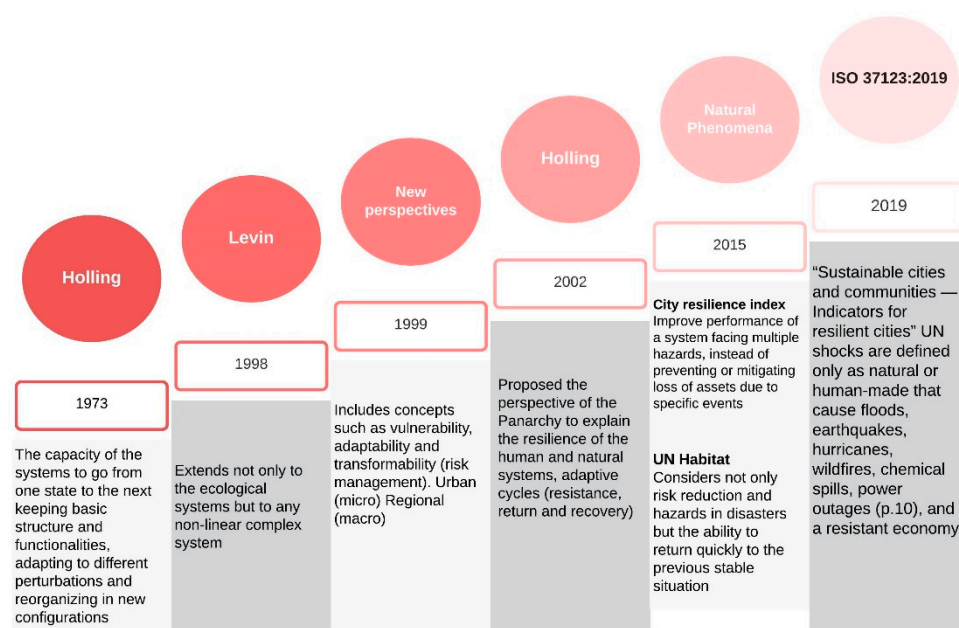 Holling
1973
The capacity of the
systems to go from
one state to the next
keeping basic
structure and
functionalities,
adapting to different
perturbations and
reorganizing in new
configurations
Levin
1998
Extends not only to
the ecological
systems but to any
non-linear complex
system
New
perspectives
1999
Includes concepts
such as vulnerability,
adaptability and
transformability (risk
management). Urban
(micro) Regional
(macro)
Holling
2002
Proposed the
perspective of the
Panarchy to explain
the resilience of the
human and natural
systems, adaptive
cycles (resistance,
return and recovery)
Natural
Phenomena
2015
City resilience index
Improve performance of
a system facing multiple
hazards, instead of
preventing or mitigating
loss of assets due to
specific events
UN Habitat
Considers not only
risk reduction and
hazards in disasters
but the ability to
return quickly to the
previous stable
situation
ISO 37123:2019
2019
“Sustainable cities
and communities —
Indicators for
resilient cities” UN
shocks are defined
only as natural or
human-made that
cause floods,
earthquakes,
hurricanes,
wildfires, chemical
spills, power
outages (p.10), and
a resistant economy